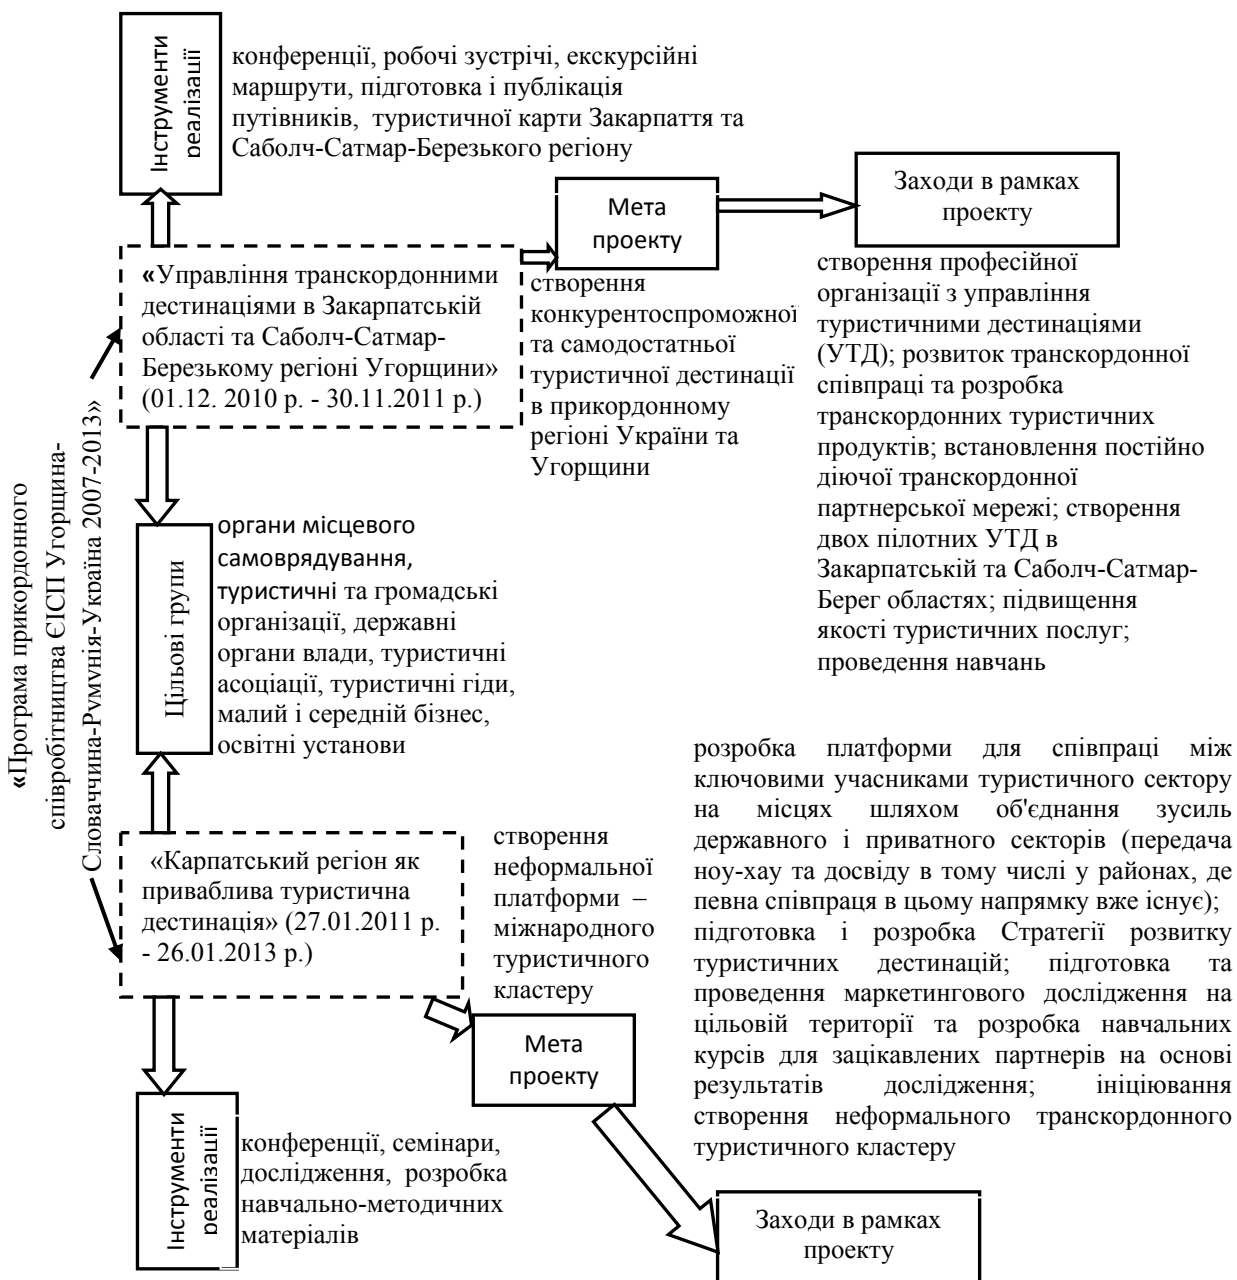 Інструменти
реалізації
конференції, робочі зустрічі, екскурсійні
маршрути, підготовка і публікація
путівників, туристичної карти Закарпаття та
Саболч-Сатмар-Березького регіону
Мета
проекту
Заходи в рамках
проекту
«Управління транскордонними
дестинаціями в Закарпатській
області та Саболч-Сатмар-
Березькому регіоні Угорщини»
(01.12. 2010 р. - 30.11.2011 р.)
створення
конкурентоспроможної
та самодостатньої
туристичної дестинації
в прикордонному
регіоні України та
Угорщини
створення професійної
організації з управління
туристичними дестинаціями
(УТД); розвиток транскордонної
співпраці та розробка
транскордонних туристичних
продуктів; встановлення постійно
діючої транскордонної
партнерської мережі; створення
двох пілотних УТД в
Закарпатській та Саболч-Сатмар-
Берег областях; підвищення
якості туристичних послуг;
проведення навчань
«Програма прикордонного
співробітництва ЄІСП Угорщина-
Словаччина-Румунія-Україна 2007-2013»
Цільові групи
органи місцевого
самоврядування,
туристичні та громадські
організації, державні
органи влади, туристичні
асоціації, туристичні гіди,
малий і середній бізнес,
освітні установи
«Карпатський регіон як
приваблива туристична
дестинація» (27.01.2011 р.
- 26.01.2013 р.)
створення
неформальної
платформи –
міжнародного
туристичного
кластеру
Мета
проекту
розробка платформи для співпраці між
ключовими учасниками туристичного сектору
на місцях шляхом об'єднання зусиль
державного і приватного секторів (передача
ноу-хау та досвіду в тому числі у районах, де
певна співпраця в цьому напрямку вже існує);
підготовка і розробка Стратегії розвитку
туристичних дестинацій; підготовка та
проведення маркетингового дослідження на
цільовій території та розробка навчальних
курсів для зацікавлених партнерів на основі
результатів дослідження; ініціювання
створення неформального транскордонного
туристичного кластеру
Інструменти
реалізації
конференції, семінари,
дослідження, розробка
навчально-методичних
матеріалів
Заходи в рамках
проекту